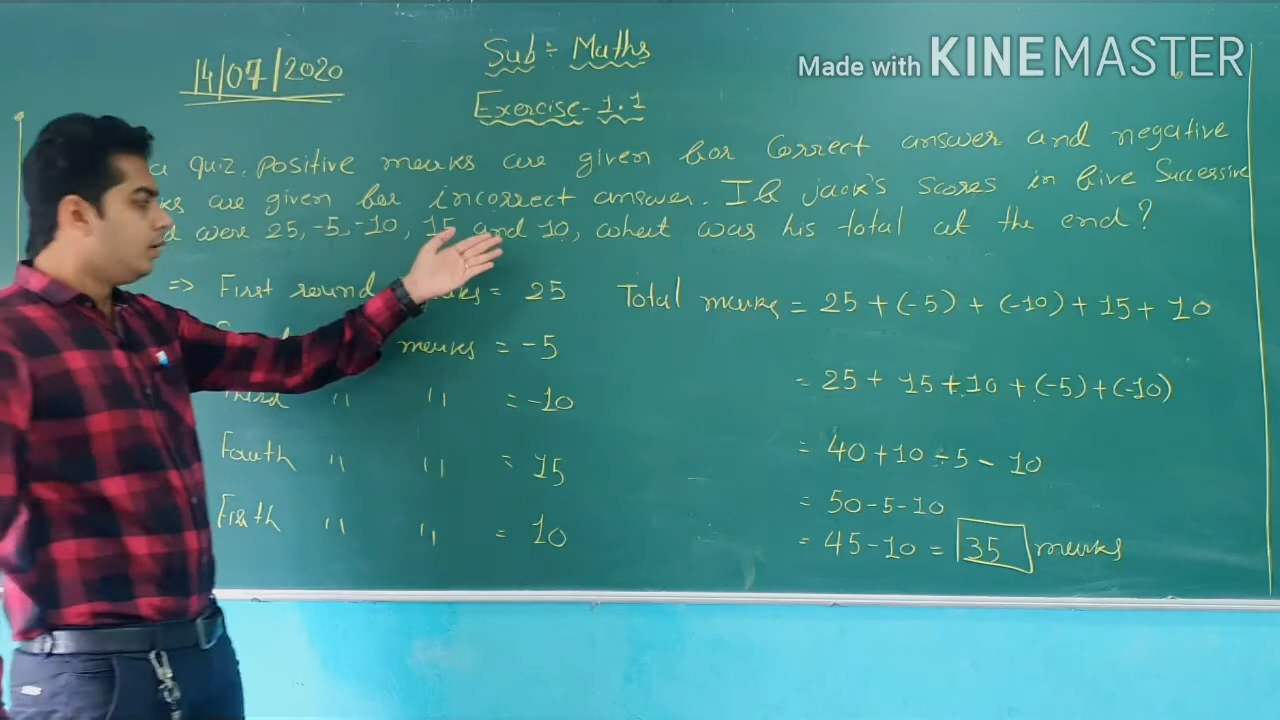 14/07/2020
Sub:- Maths
Made with KINEMASTER
Exercise- 1.1
a quiz, positive marks are given for correct answer and negative
ks are given for incorrect answer. If jack's scores in five Successive
d were 25, -5, -10, 15 and 10, what was his total at the end?
=> First round marks = 25
marks = -5
Third " " = -10
Fouth " " = 15
Fifth " " = 10
Total marks = 25 + (-5) + (-10) + 15 + 10
= 25 + 15 + 10 + (-5) + (-10)
= 40 + 10 - 5 - 10
= 50 - 5 - 10
= 45 - 10 = 35 marks